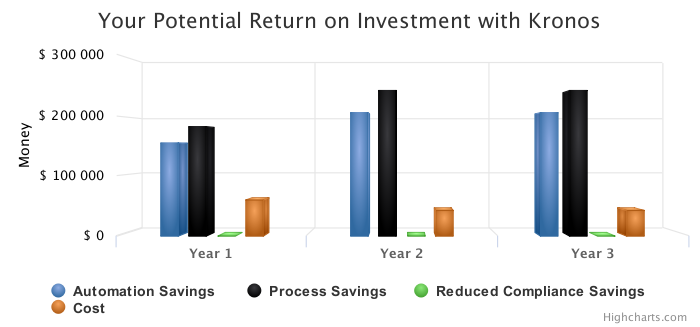 Your Potential Return on Investment with Kronos
$ 300 000
$ 200 000
$ 100 000
$ 0
Money
Year 1
Year 2
Year 3
Automation Savings
Process Savings
Reduced Compliance Savings
Cost
Highcharts.com